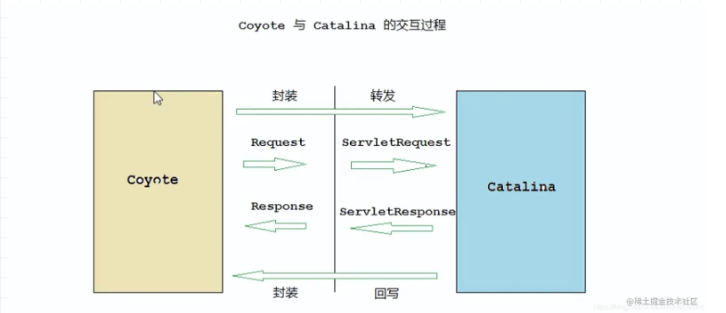 Coyote 与 Catalina 的交互过程
封装 转发
Request ServletRequest
Coyote
Catalina
Response ServletResponse
封装 回写
@稀土掘金技术社区